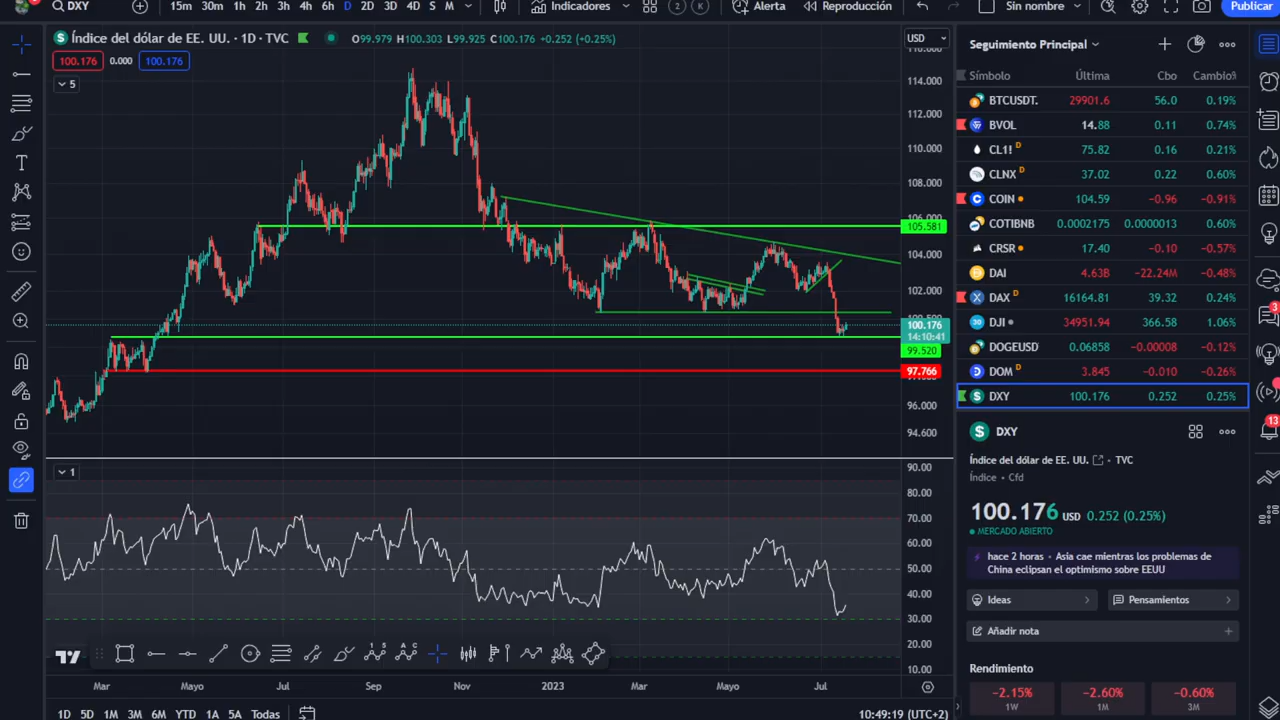 DXY
15m 30m 1h 2h 3h 4h 6h D 2D 3D 4D S M
Indicadores
2 K
Alerta
Reproducción
Sin nombre
Publicar
Índice del dólar de EE. UU. · 1D · TVC
O99.979 H100.303 L99.925 C100.176 +0.252 (+0.25%)
100.176 0.000 100.176
5
USD
114.000
112.000
110.000
108.000
105.581
104.000
102.000
100.176
14:10:41
99.520
97.766
96.000
94.600
1
90.00
80.00
70.00
60.00
50.00
40.00
30.00
20.00
10.00
Mar Mayo Jul Sep Nov 2023 Mar Mayo Jul
1D 5D 1M 3M 6M YTD 1A 5A Todas
10:49:19 (UTC+2)
Seguimiento Principal
Símbolo Última Cbo Cambio%
BTCUSDT. 29901.6 56.0 0.19%
BVOL 14.88 0.11 0.74%
CL1! D 75.82 0.16 0.21%
CLNX D 37.02 0.22 0.60%
COIN 104.59 −0.96 −0.91%
COTIBNB 0.0002175 0.0000013 0.60%
CRSR 17.40 −0.10 −0.57%
DAI 4.63B −22.24M −0.48%
DAX D 16164.81 39.32 0.24%
DJI 34951.94 366.58 1.06%
DOGEUSD 0.06858 −0.00008 −0.12%
DOM D 3.845 −0.010 −0.26%
DXY 100.176 0.252 0.25%
DXY
Índice del dólar de EE. UU. · TVC
Índice · Cfd
100.176 USD 0.252 (0.25%)
MERCADO ABIERTO
hace 2 horas · Asia cae mientras los problemas de
China eclipsan el optimismo sobre EEUU
Ideas
Pensamientos
Añadir nota
Rendimiento
−2.15% −2.60% −0.60%
1W 1M 3M
3
13